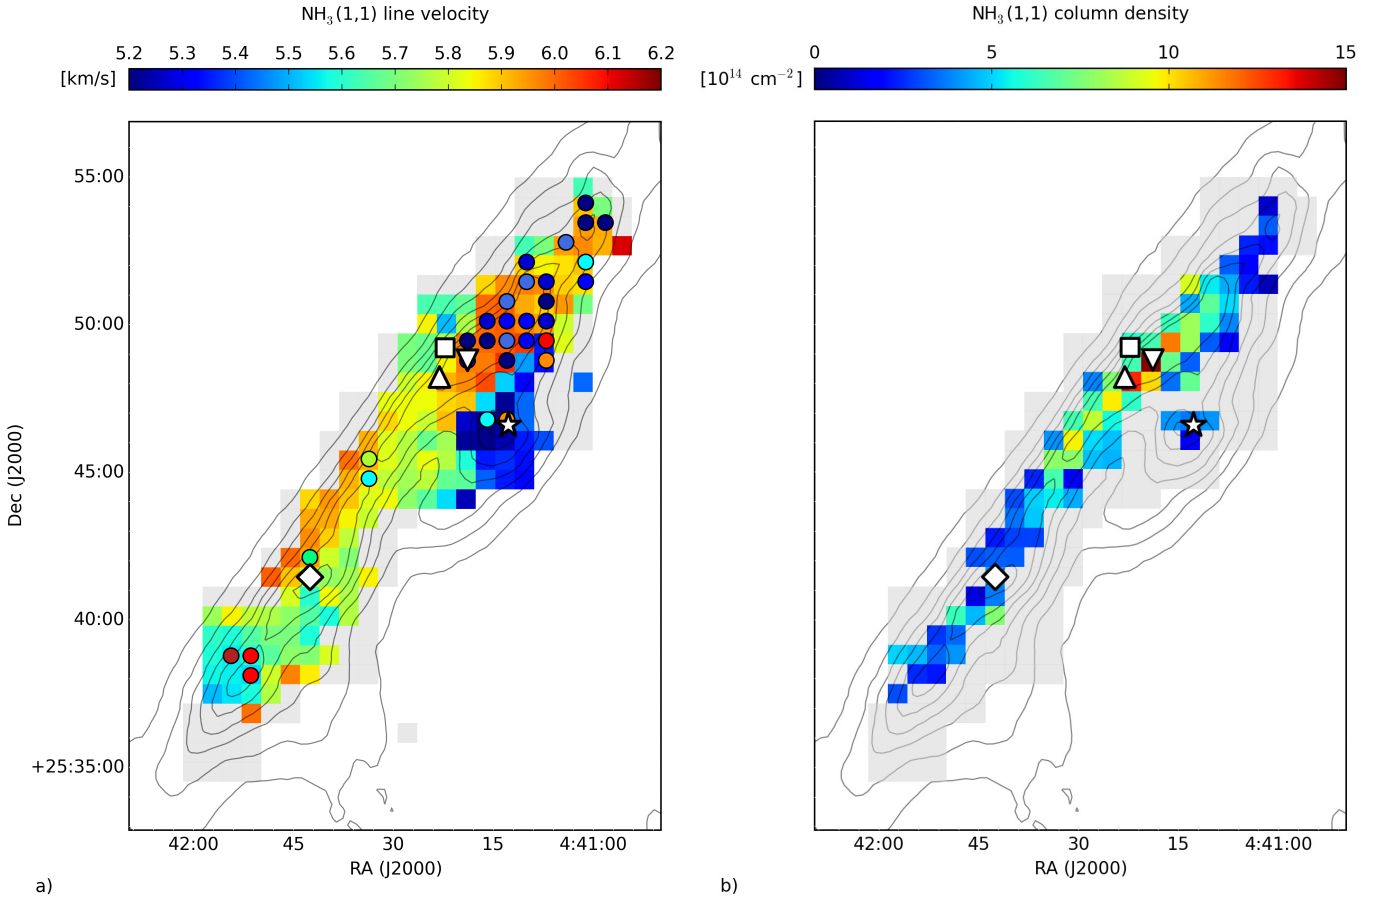 NH₃(1,1) line velocity
5.2 5.3 5.4 5.5 5.6 5.7 5.8 5.9 6.0 6.1 6.2
[km/s]
55:00
50:00
45:00
40:00
+25:35:00
Dec (J2000)
42:00 45 30 15 4:41:00
RA (J2000)
a)
NH₃(1,1) column density
0 5 10 15
[10¹⁴ cm⁻²]
42:00 45 30 15 4:41:00
RA (J2000)
b)